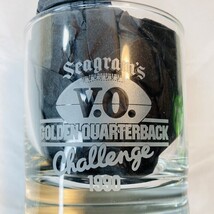 Seagram's
V.O.
GOLDEN QUARTERBACK
Challenge
1990